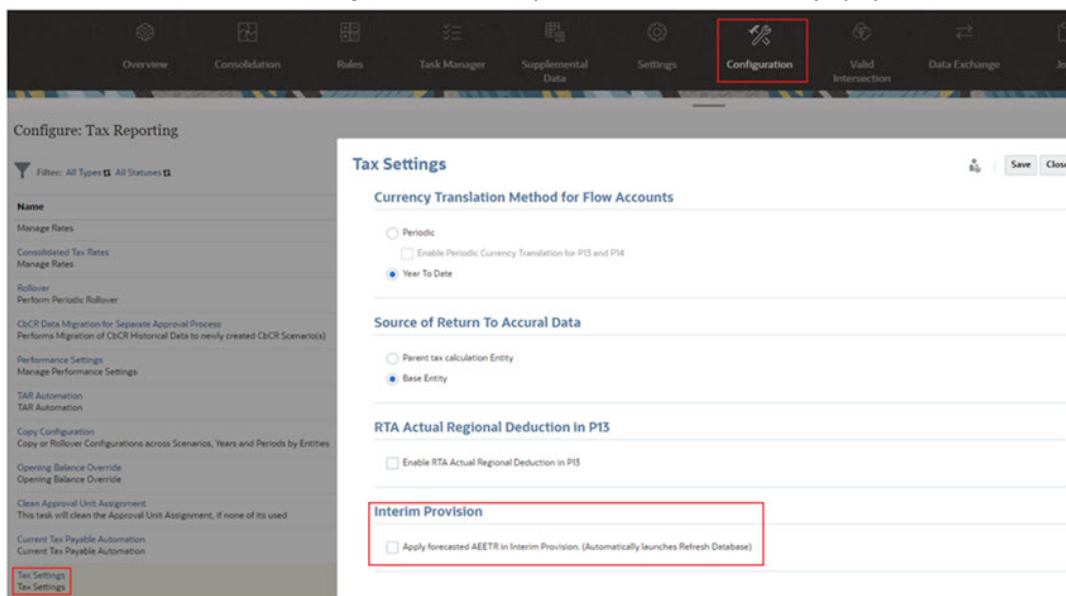 Overview
Consolidation
Rules
Task Manager
Supplemental
Data
Settings
Configuration
Valid
Intersection
Data Exchange
Configure: Tax Reporting
Filter: All Types All Statuses
Name
Manage Rates
Consolidated Tax Rates
Manage Rates
Rollover
Perform Periodic Rollover
CbCR Data Migration for Separate Approval Process
Performs Migration of CbCR Historical Data to newly created CbCR Scenario(s)
Performance Settings
Manage Performance Settings
TAR Automation
TAR Automation
Copy Configuration
Copy or Rollover Configurations across Scenarios, Years and Periods by Entities
Opening Balance Override
Opening Balance Override
Clean Approval Unit Assignment
This task will clean the Approval Unit Assignment, if none of its used
Current Tax Payable Automation
Current Tax Payable Automation
Tax Settings
Tax Settings
Tax Settings
Save Close
Currency Translation Method for Flow Accounts
Periodic
Enable Periodic Currency Translation for P13 and P14
Year To Date
Source of Return To Accural Data
Parent tax calculation Entity
Base Entity
RTA Actual Regional Deduction in P13
Enable RTA Actual Regional Deduction in P13
Interim Provision
Apply forecasted AEETR in Interim Provision. (Automatically launches Refresh Database)